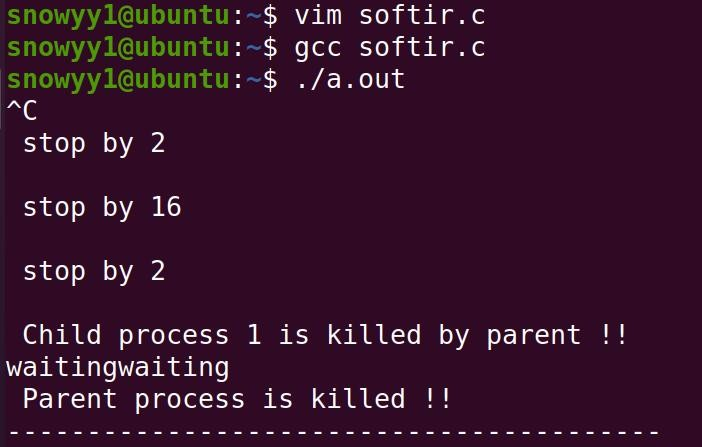 snowyy1@ubuntu:~$ vim softir.c
snowyy1@ubuntu:~$ gcc softir.c
snowyy1@ubuntu:~$ ./a.out
^C
stop by 2
stop by 16
stop by 2
Child process 1 is killed by parent !!
waitingwaiting
Parent process is killed !!
-----------------------------------------